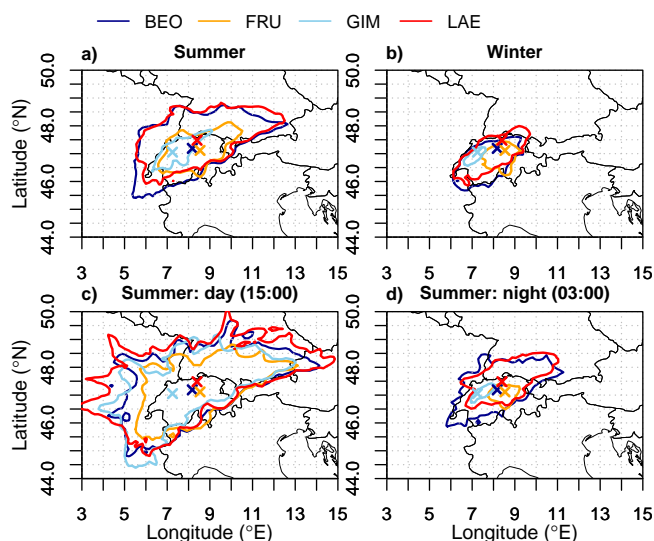 BEO FRU GIM LAE
a) Summer
b) Winter
Latitude (°N)
50.0
48.0
46.0
44.0
50.0
48.0
46.0
44.0
3 5 7 9 11 13 15
3 5 7 9 11 13 15
c) Summer: day (15:00)
d) Summer: night (03:00)
Latitude (°N)
50.0
48.0
46.0
44.0
50.0
48.0
46.0
44.0
3 5 7 9 11 13 15
3 5 7 9 11 13 15
Longitude (°E)
Longitude (°E)